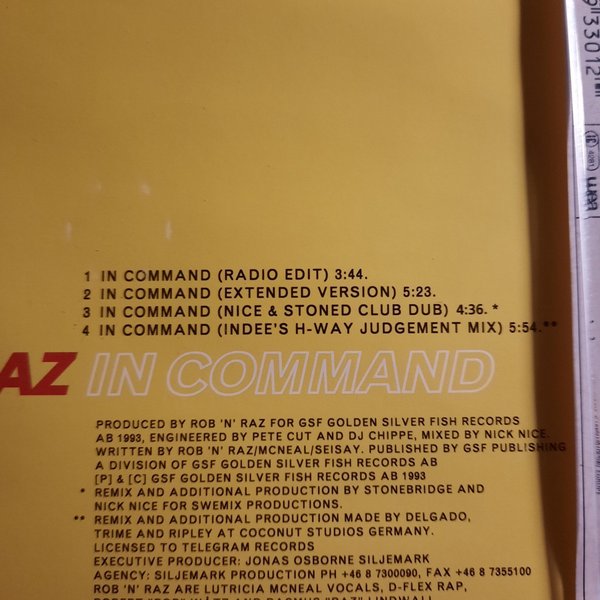 1 IN COMMAND (RADIO EDIT) 3:44.
2 IN COMMAND (EXTENDED VERSION) 5:23.
3 IN COMMAND (NICE & STONED CLUB DUB) 4:36. *
4 IN COMMAND (INDEE'S H-WAY JUDGEMENT MIX) 5:54.**
AZ IN COMMAND
PRODUCED BY ROB 'N' RAZ FOR GSF GOLDEN SILVER FISH RECORDS
AB 1993, ENGINEERED BY PETE CUT AND DJ CHIPPE, MIXED BY NICK NICE.
WRITTEN BY ROB 'N' RAZ/MCNEAL/SEISAY. PUBLISHED BY GSF PUBLISHING
A DIVISION OF GSF GOLDEN SILVER FISH RECORDS AB
[P] & [C] GSF GOLDEN SILVER FISH RECORDS AB 1993
* REMIX AND ADDITIONAL PRODUCTION BY STONEBRIDGE AND
NICK NICE FOR SWEMIX PRODUCTIONS.
** REMIX AND ADDITIONAL PRODUCTION MADE BY DELGADO,
TRIME AND RIPLEY AT COCONUT STUDIOS GERMANY.
LICENSED TO TELEGRAM RECORDS
EXECUTIVE PRODUCER: JONAS OSBORNE SILJEMARK
AGENCY: SILJEMARK PRODUCTION PH +46 8 7300090, FAX +46 8 7355100
ROB 'N' RAZ ARE LUTRICIA MCNEAL VOCALS, D-FLEX RAP,
33012